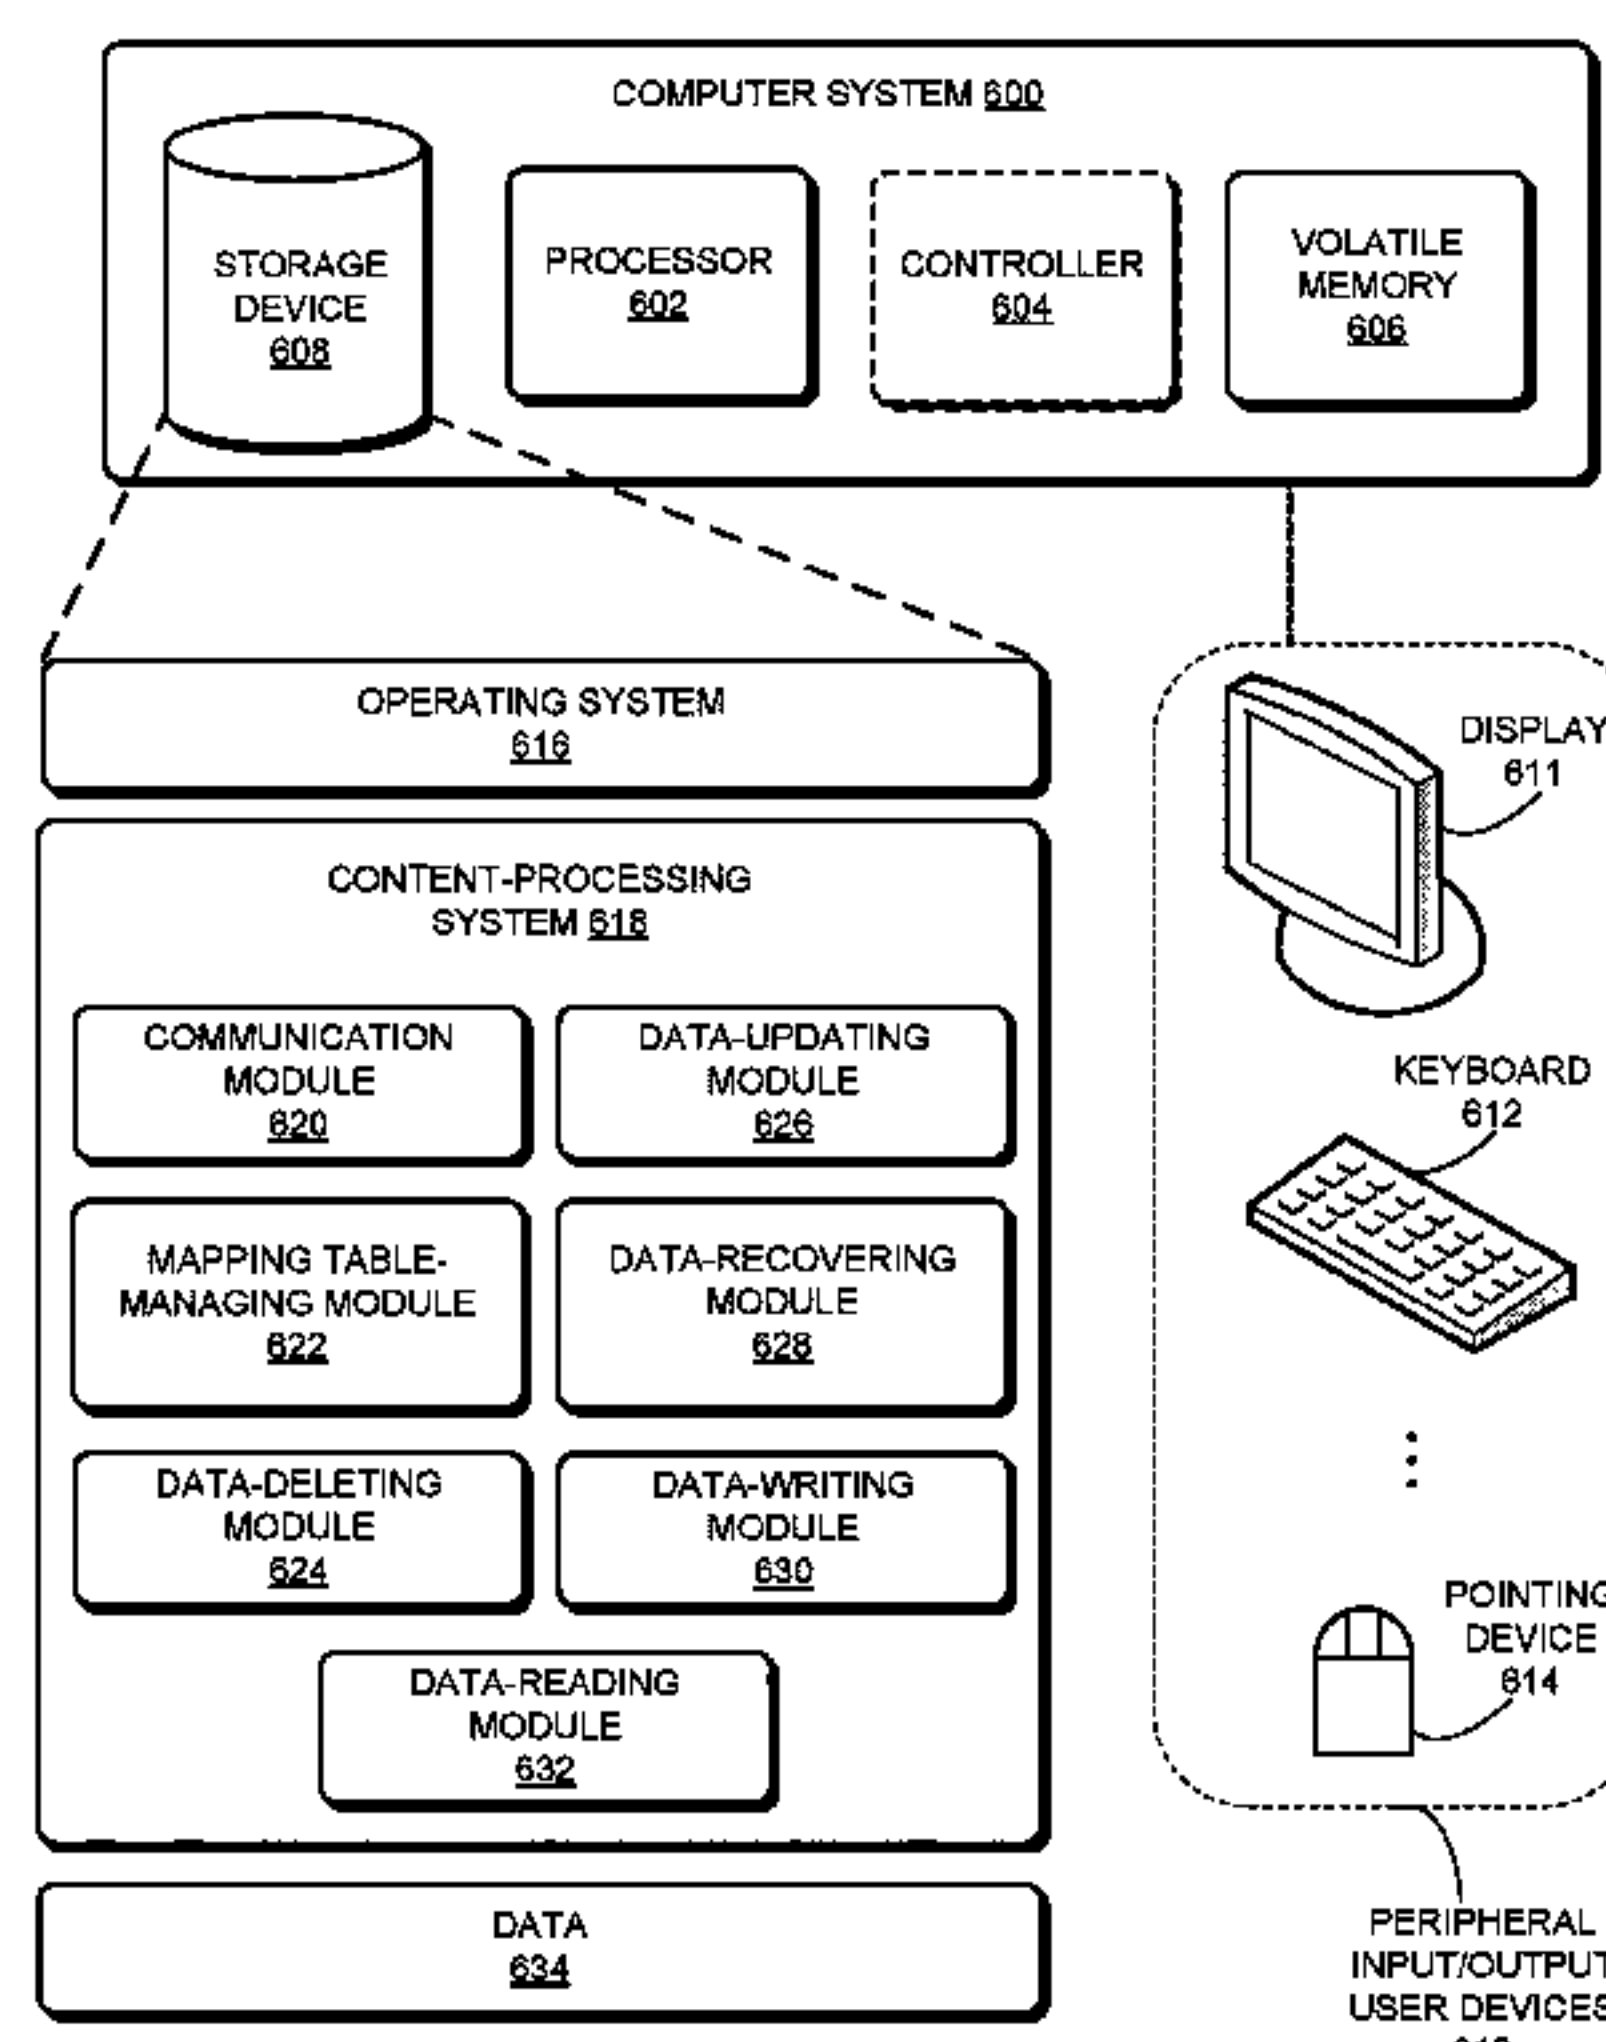 COMPUTER SYSTEM 600
STORAGE
DEVICE
608
PROCESSOR
602
CONTROLLER
604
VOLATILE
MEMORY
606
OPERATING SYSTEM
616
CONTENT-PROCESSING
SYSTEM 618
COMMUNICATION
MODULE
620
DATA-UPDATING
MODULE
626
MAPPING TABLE-
MANAGING MODULE
622
DATA-RECOVERING
MODULE
628
DATA-DELETING
MODULE
624
DATA-WRITING
MODULE
630
DATA-READING
MODULE
632
DATA
634
DISPLAY
611
KEYBOARD
612
POINTING
DEVICE
614
PERIPHERAL
INPUT/OUTPUT
USER DEVICES